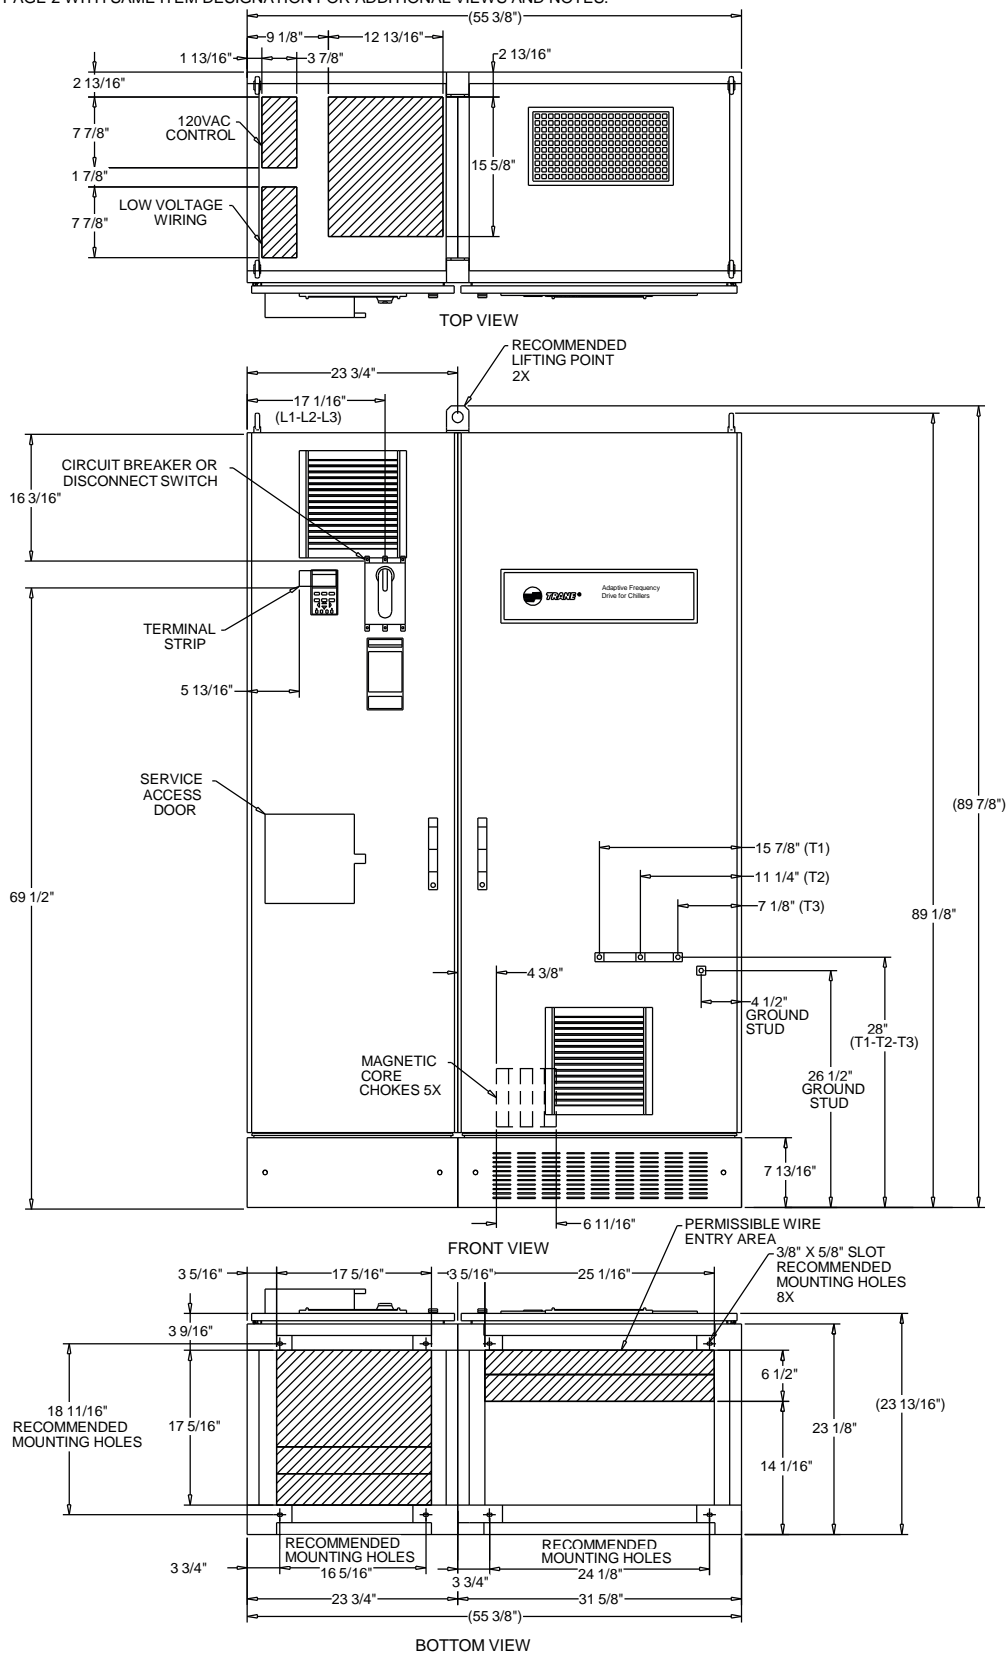 PAGE 2 WITH SAME ITEM DESIGNATION FOR ADDITIONAL VIEWS AND NOTES.
(55 3/8")
9 1/8"
12 13/16"
1 13/16"
3 7/8"
2 13/16"
2 13/16"
120VAC
CONTROL
7 7/8"
15 5/8"
1 7/8"
LOW VOLTAGE
WIRING
7 7/8"
TOP VIEW
RECOMMENDED
LIFTING POINT
2X
23 3/4"
17 1/16"
(L1-L2-L3)
CIRCUIT BREAKER OR
DISCONNECT SWITCH
16 3/16"
TRANE®
Adaptive Frequency
Drive for Chillers
TERMINAL
STRIP
5 13/16"
SERVICE
ACCESS
DOOR
(89 7/8")
15 7/8" (T1)
11 1/4" (T2)
69 1/2"
7 1/8" (T3)
89 1/8"
4 3/8"
4 1/2"
GROUND
STUD
28"
(T1-T2-T3)
MAGNETIC
CORE
CHOKES 5X
26 1/2"
GROUND
STUD
7 13/16"
6 11/16"
FRONT VIEW
PERMISSIBLE WIRE
ENTRY AREA
3/8" X 5/8" SLOT
RECOMMENDED
MOUNTING HOLES
8X
3 5/16"
17 5/16"
3 5/16"
25 1/16"
3 9/16"
6 1/2"
18 11/16"
RECOMMENDED
MOUNTING HOLES
17 5/16"
(23 13/16")
23 1/8"
14 1/16"
RECOMMENDED
MOUNTING HOLES
RECOMMENDED
MOUNTING HOLES
3 3/4"
16 5/16"
3 3/4"
24 1/8"
23 3/4"
31 5/8"
(55 3/8")
BOTTOM VIEW